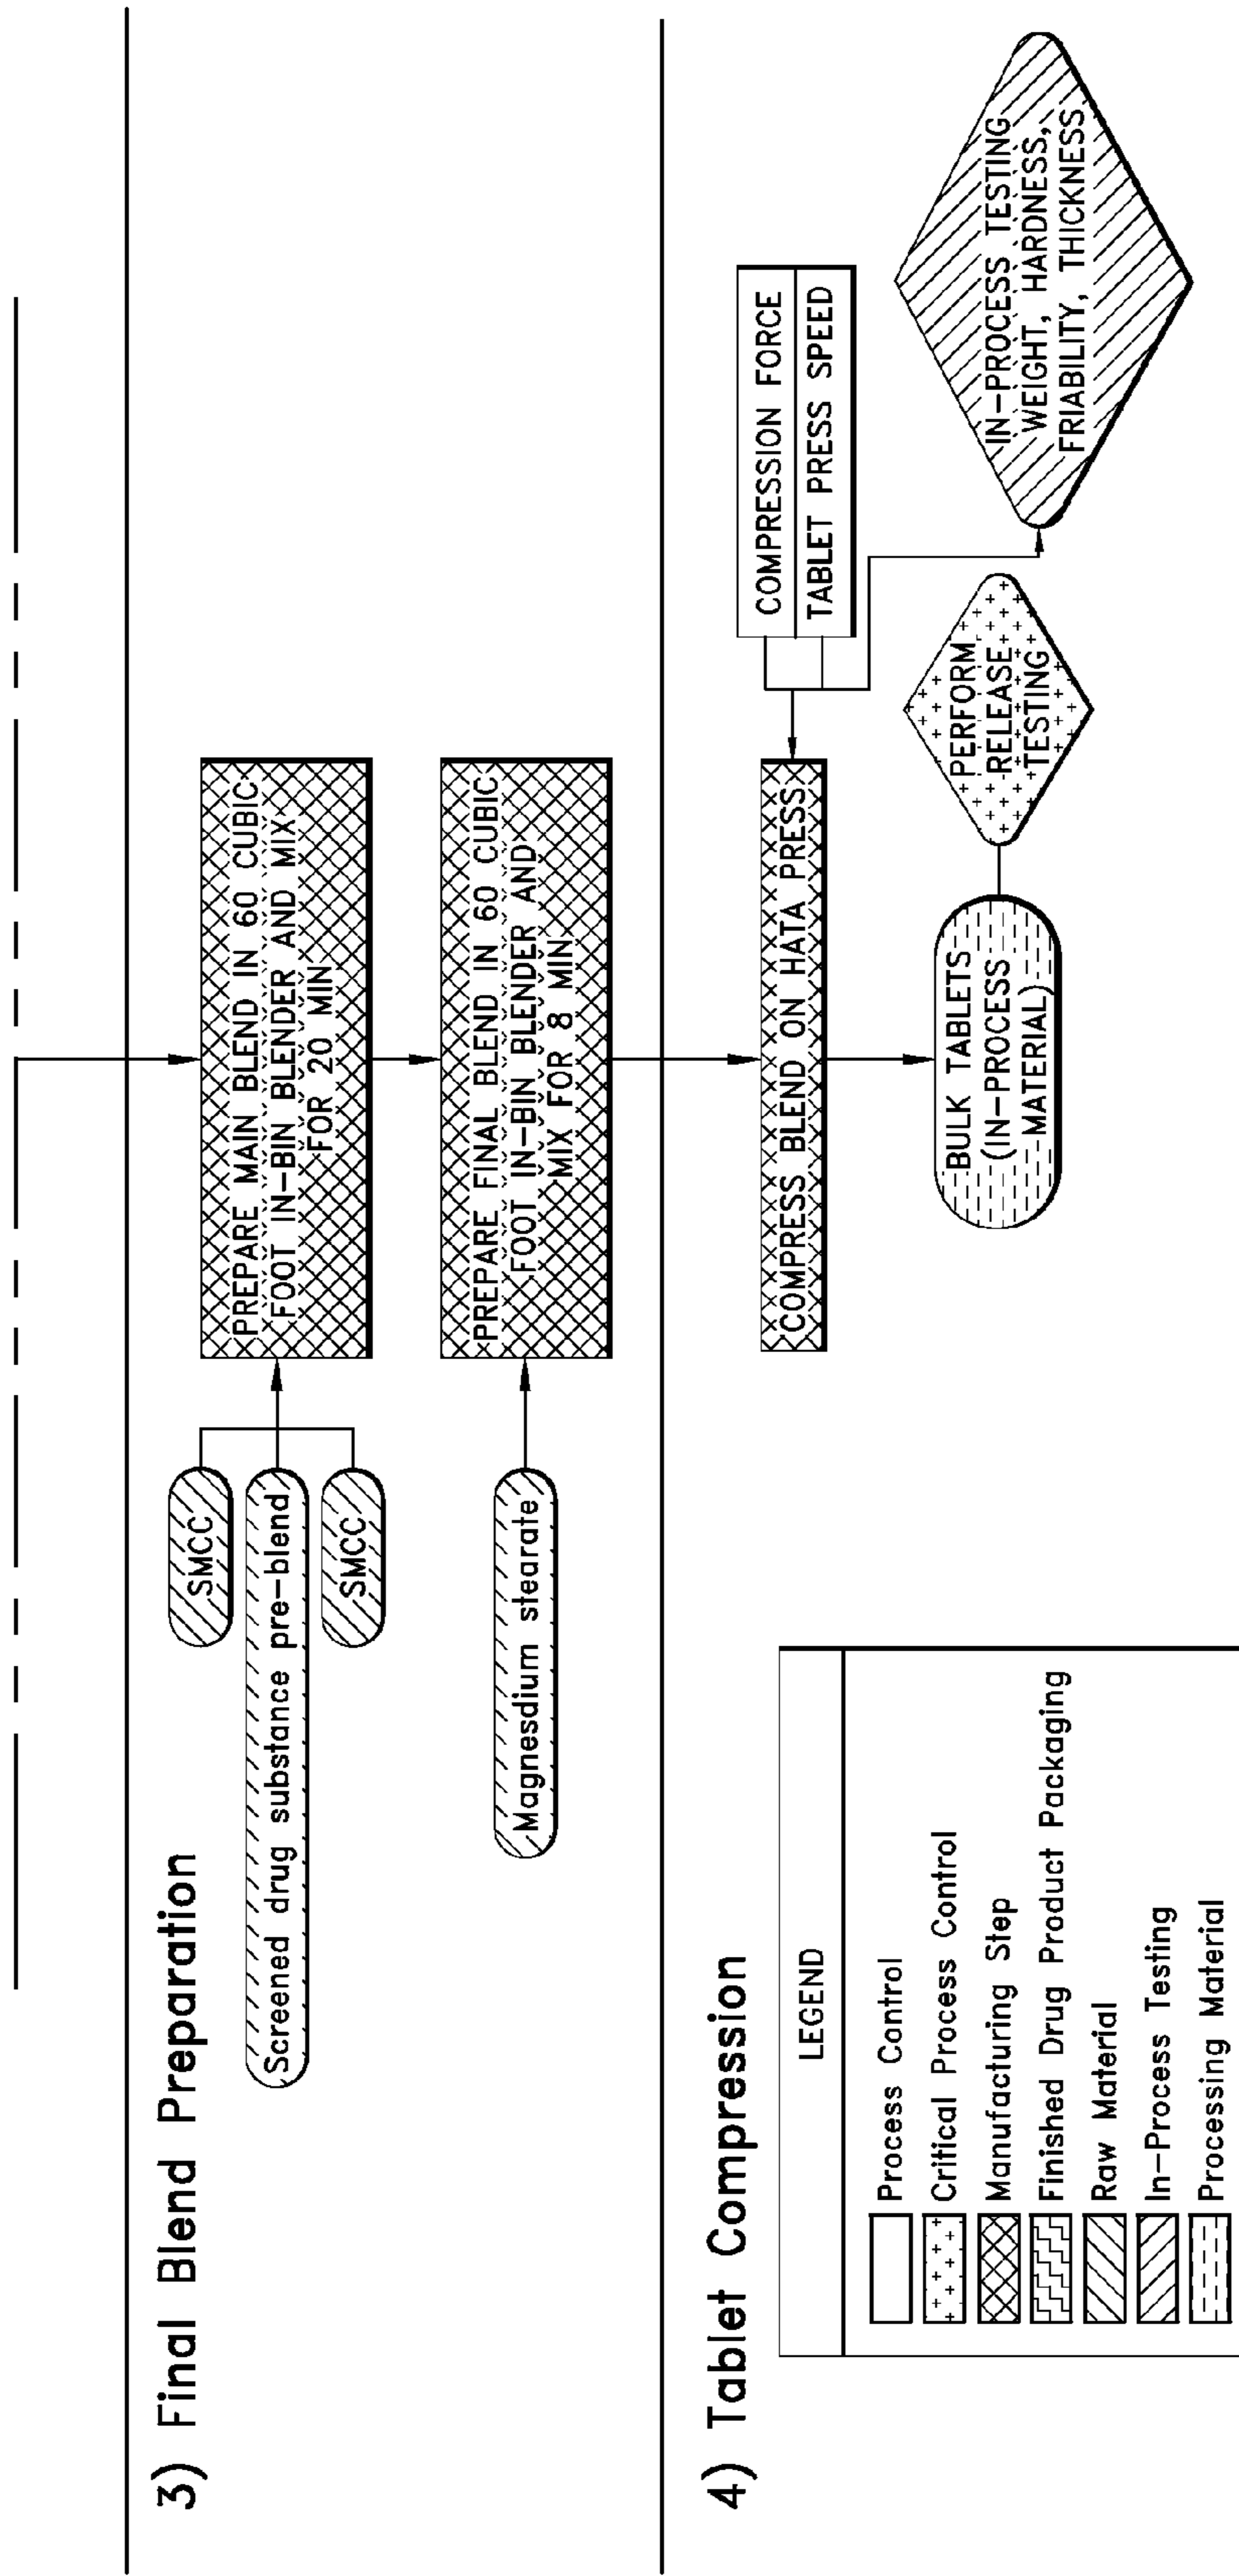 3) Final Blend Preparation
SMCC
Screened drug substance pre-blend
SMCC
PREPARE MAIN BLEND IN 60 CUBIC
FOOT IN-BIN BLENDER AND MIX
FOR 20 MIN
Magnesdium stearate
PREPARE FINAL BLEND IN 60 CUBIC
FOOT IN-BIN BLENDER AND
MIX FOR 8 MIN
4) Tablet Compression
COMPRESS BLEND ON HATA PRESS
COMPRESSION FORCE
TABLET PRESS SPEED
BULK TABLETS
(IN-PROCESS
MATERIAL)
PERFORM
RELEASE
TESTING
IN-PROCESS TESTING
WEIGHT, HARDNESS,
FRIABILITY, THICKNESS
LEGEND
Process Control
Critical Process Control
Manufacturing Step
Finished Drug Product Packaging
Raw Material
In-Process Testing
Processing Material